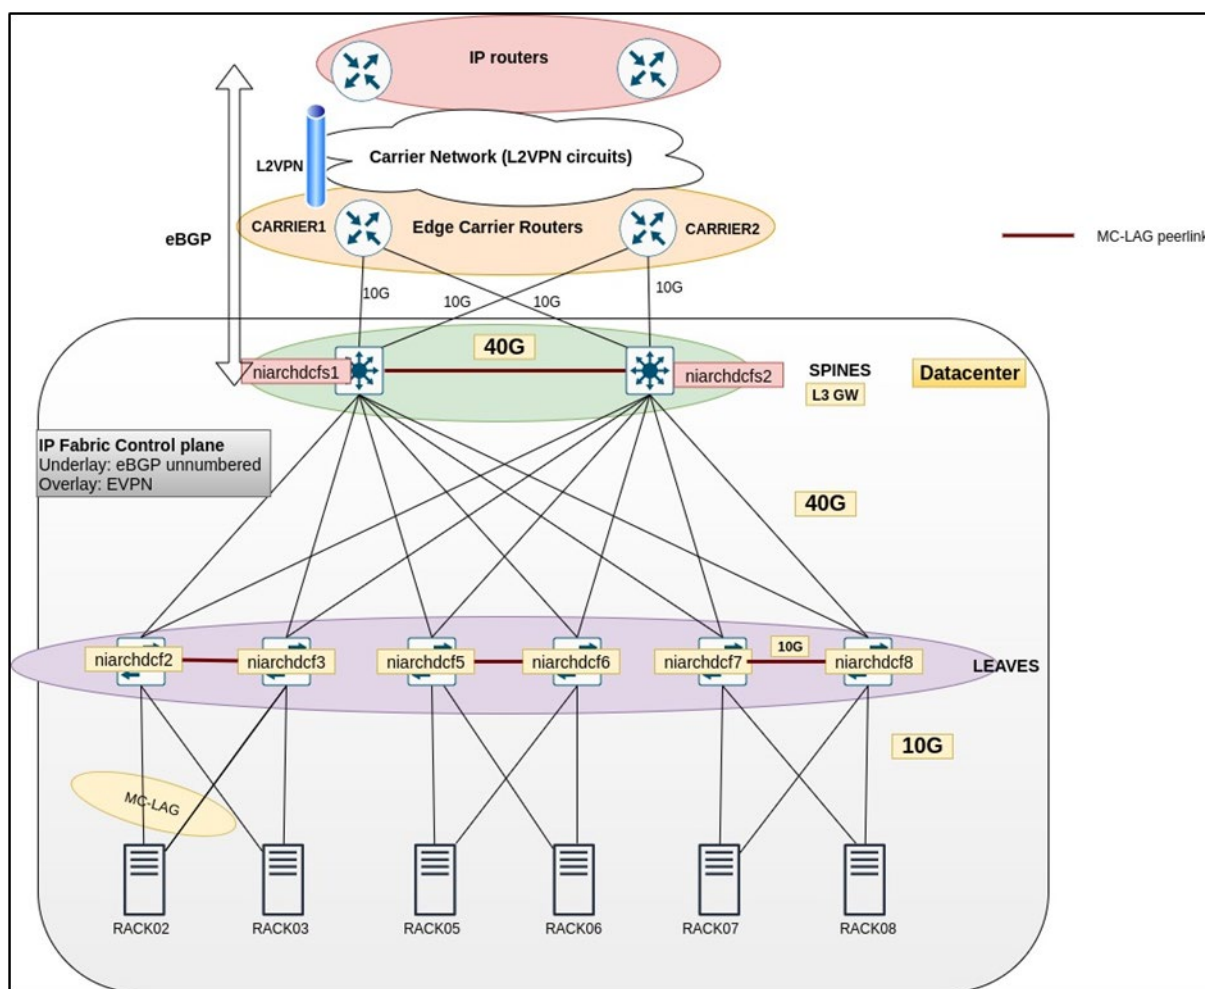 IP routers
Carrier Network (L2VPN circuits)
L2VPN
CARRIER1
Edge Carrier Routers
CARRIER2
eBGP
MC-LAG peerlink
10G
10G
10G
10G
40G
niarchdcfs1
niarchdcfs2
SPINES
L3 GW
Datacenter
IP Fabric Control plane
Underlay: eBGP unnumbered
Overlay: EVPN
40G
niarchdcf2
niarchdcf3
niarchdcf5
niarchdcf6
niarchdcf7
10G
niarchdcf8
LEAVES
10G
MC-LAG
RACK02
RACK03
RACK05
RACK06
RACK07
RACK08